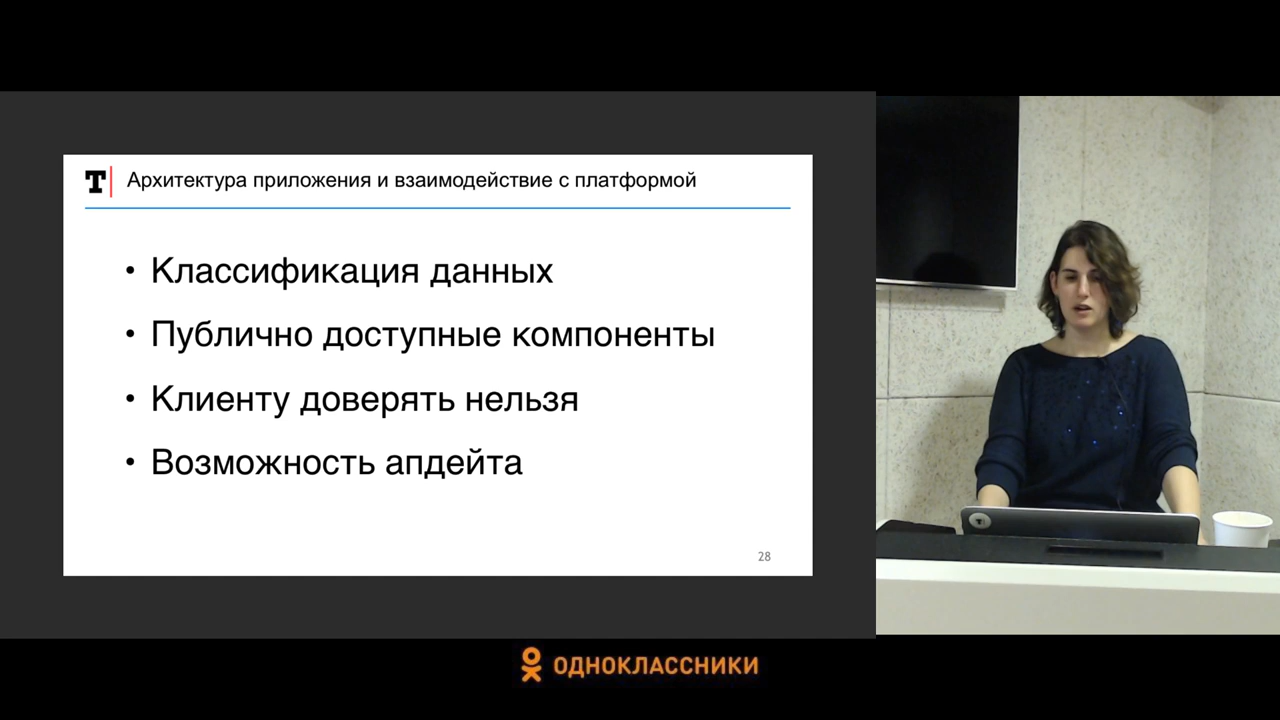 Т Архитектура приложения и взаимодействие с платформой
• Классификация данных
• Публично доступные компоненты
• Клиенту доверять нельзя
• Возможность апдейта
28
Т
ОДНОКЛАССНИКИ